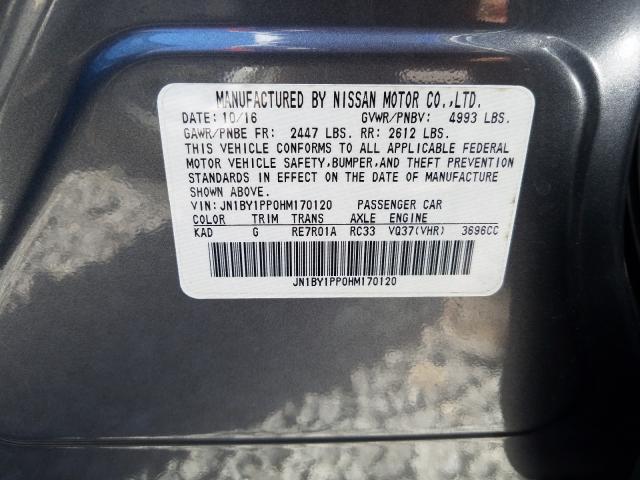 MANUFACTURED BY NISSAN MOTOR CO.,LTD.
DATE: 10/16 GVWR/PNBV: 4993 LBS.
GAWR/PNBE FR: 2447 LBS. RR: 2612 LBS.
THIS VEHICLE CONFORMS TO ALL APPLICABLE FEDERAL
MOTOR VEHICLE SAFETY,BUMPER,AND THEFT PREVENTION
STANDARDS IN EFFECT ON THE DATE OF MANUFACTURE
SHOWN ABOVE.
VIN: JN1BY1PP0HM170120 PASSENGER CAR
COLOR TRIM TRANS AXLE ENGINE
KAD G RE7R01A RC33 VQ37(VHR) 3696CC
JN1BY1PP0HM170120